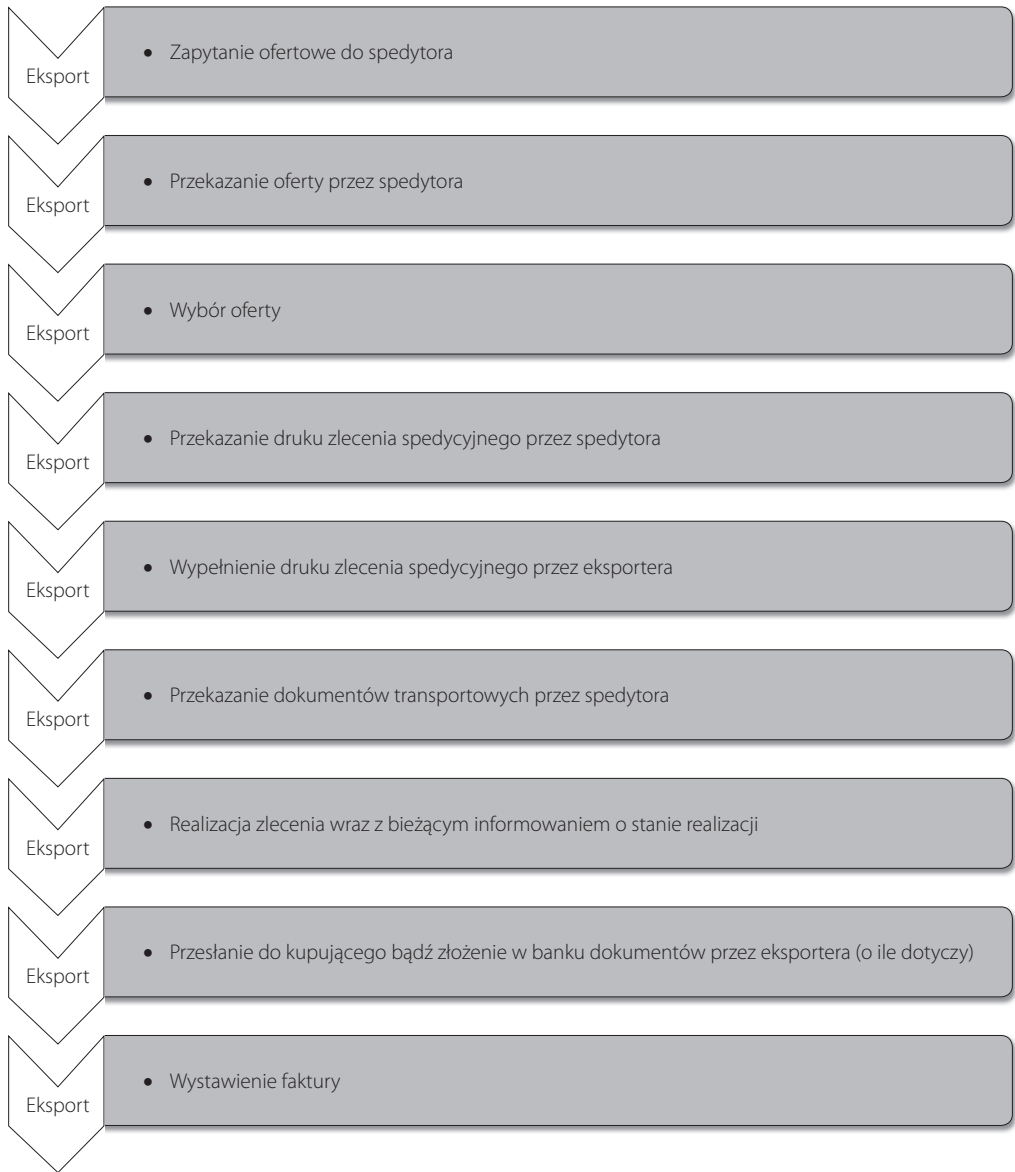 Eksport
• Zapytanie ofertowe do spedytora
Eksport
• Przekazanie oferty przez spedytora
Eksport
• Wybór oferty
Eksport
• Przekazanie druku zlecenia spedycyjnego przez spedytora
Eksport
• Wypełnienie druku zlecenia spedycyjnego przez eksportera
Eksport
• Przekazanie dokumentów transportowych przez spedytora
Eksport
• Realizacja zlecenia wraz z bieżącym informowaniem o stanie realizacji
Eksport
• Przesłanie do kupującego bądź złożenie w banku dokumentów przez eksportera (o ile dotyczy)
Eksport
• Wystawienie faktury